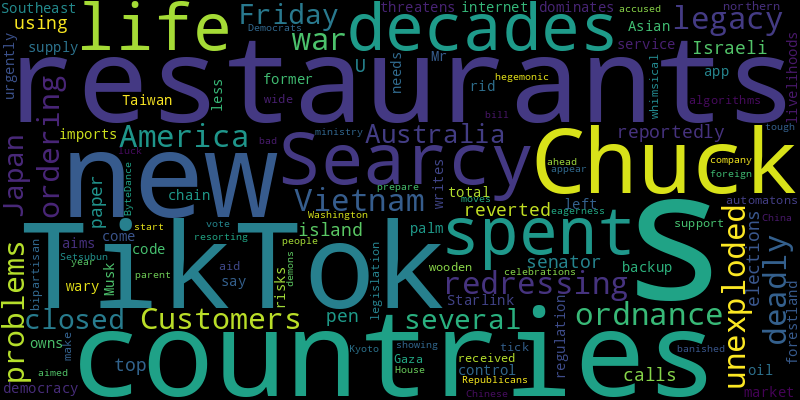 Southeast
using
life
Friday
Democrats
threatens
internet
dominates
accused
northern
war
decades
legacy
Asian
supply
service
Israeli
urgently
restaurants
former
U
needs
Mr
rid
hegemonic
app
whimsical
livelihoods
Taiwan
wide
less
bill
algorithms
ordering
imports
America
ministry
Australia
reportedly
tough
Japan
luck
bad
Searcy
Chuck
ahead
appear
company
foreign
new
ByteDance
chain
prepare
writes
total
moves
eagerness
left
automatons
paper
Vietnam
reverted
Washington
start
vote
resorting
island
palm
spent
S
support
China
TikTok
bipartisan
aims
come
code
Setsubun
year
parent
Musk
wary
aid
say
people
demons
risks
legislation
celebrations
wooden
senator
backup
redressing
Starlink
unexploded
elections
deadly
forestland
problems
closed
Customers
pen
several
ordnance
regulation
owns
make
top
aimed
democracy
countries
Kyoto
showing
Gaza
House
received
control
Republicans
Chinese
tick
calls
banished
oil
market